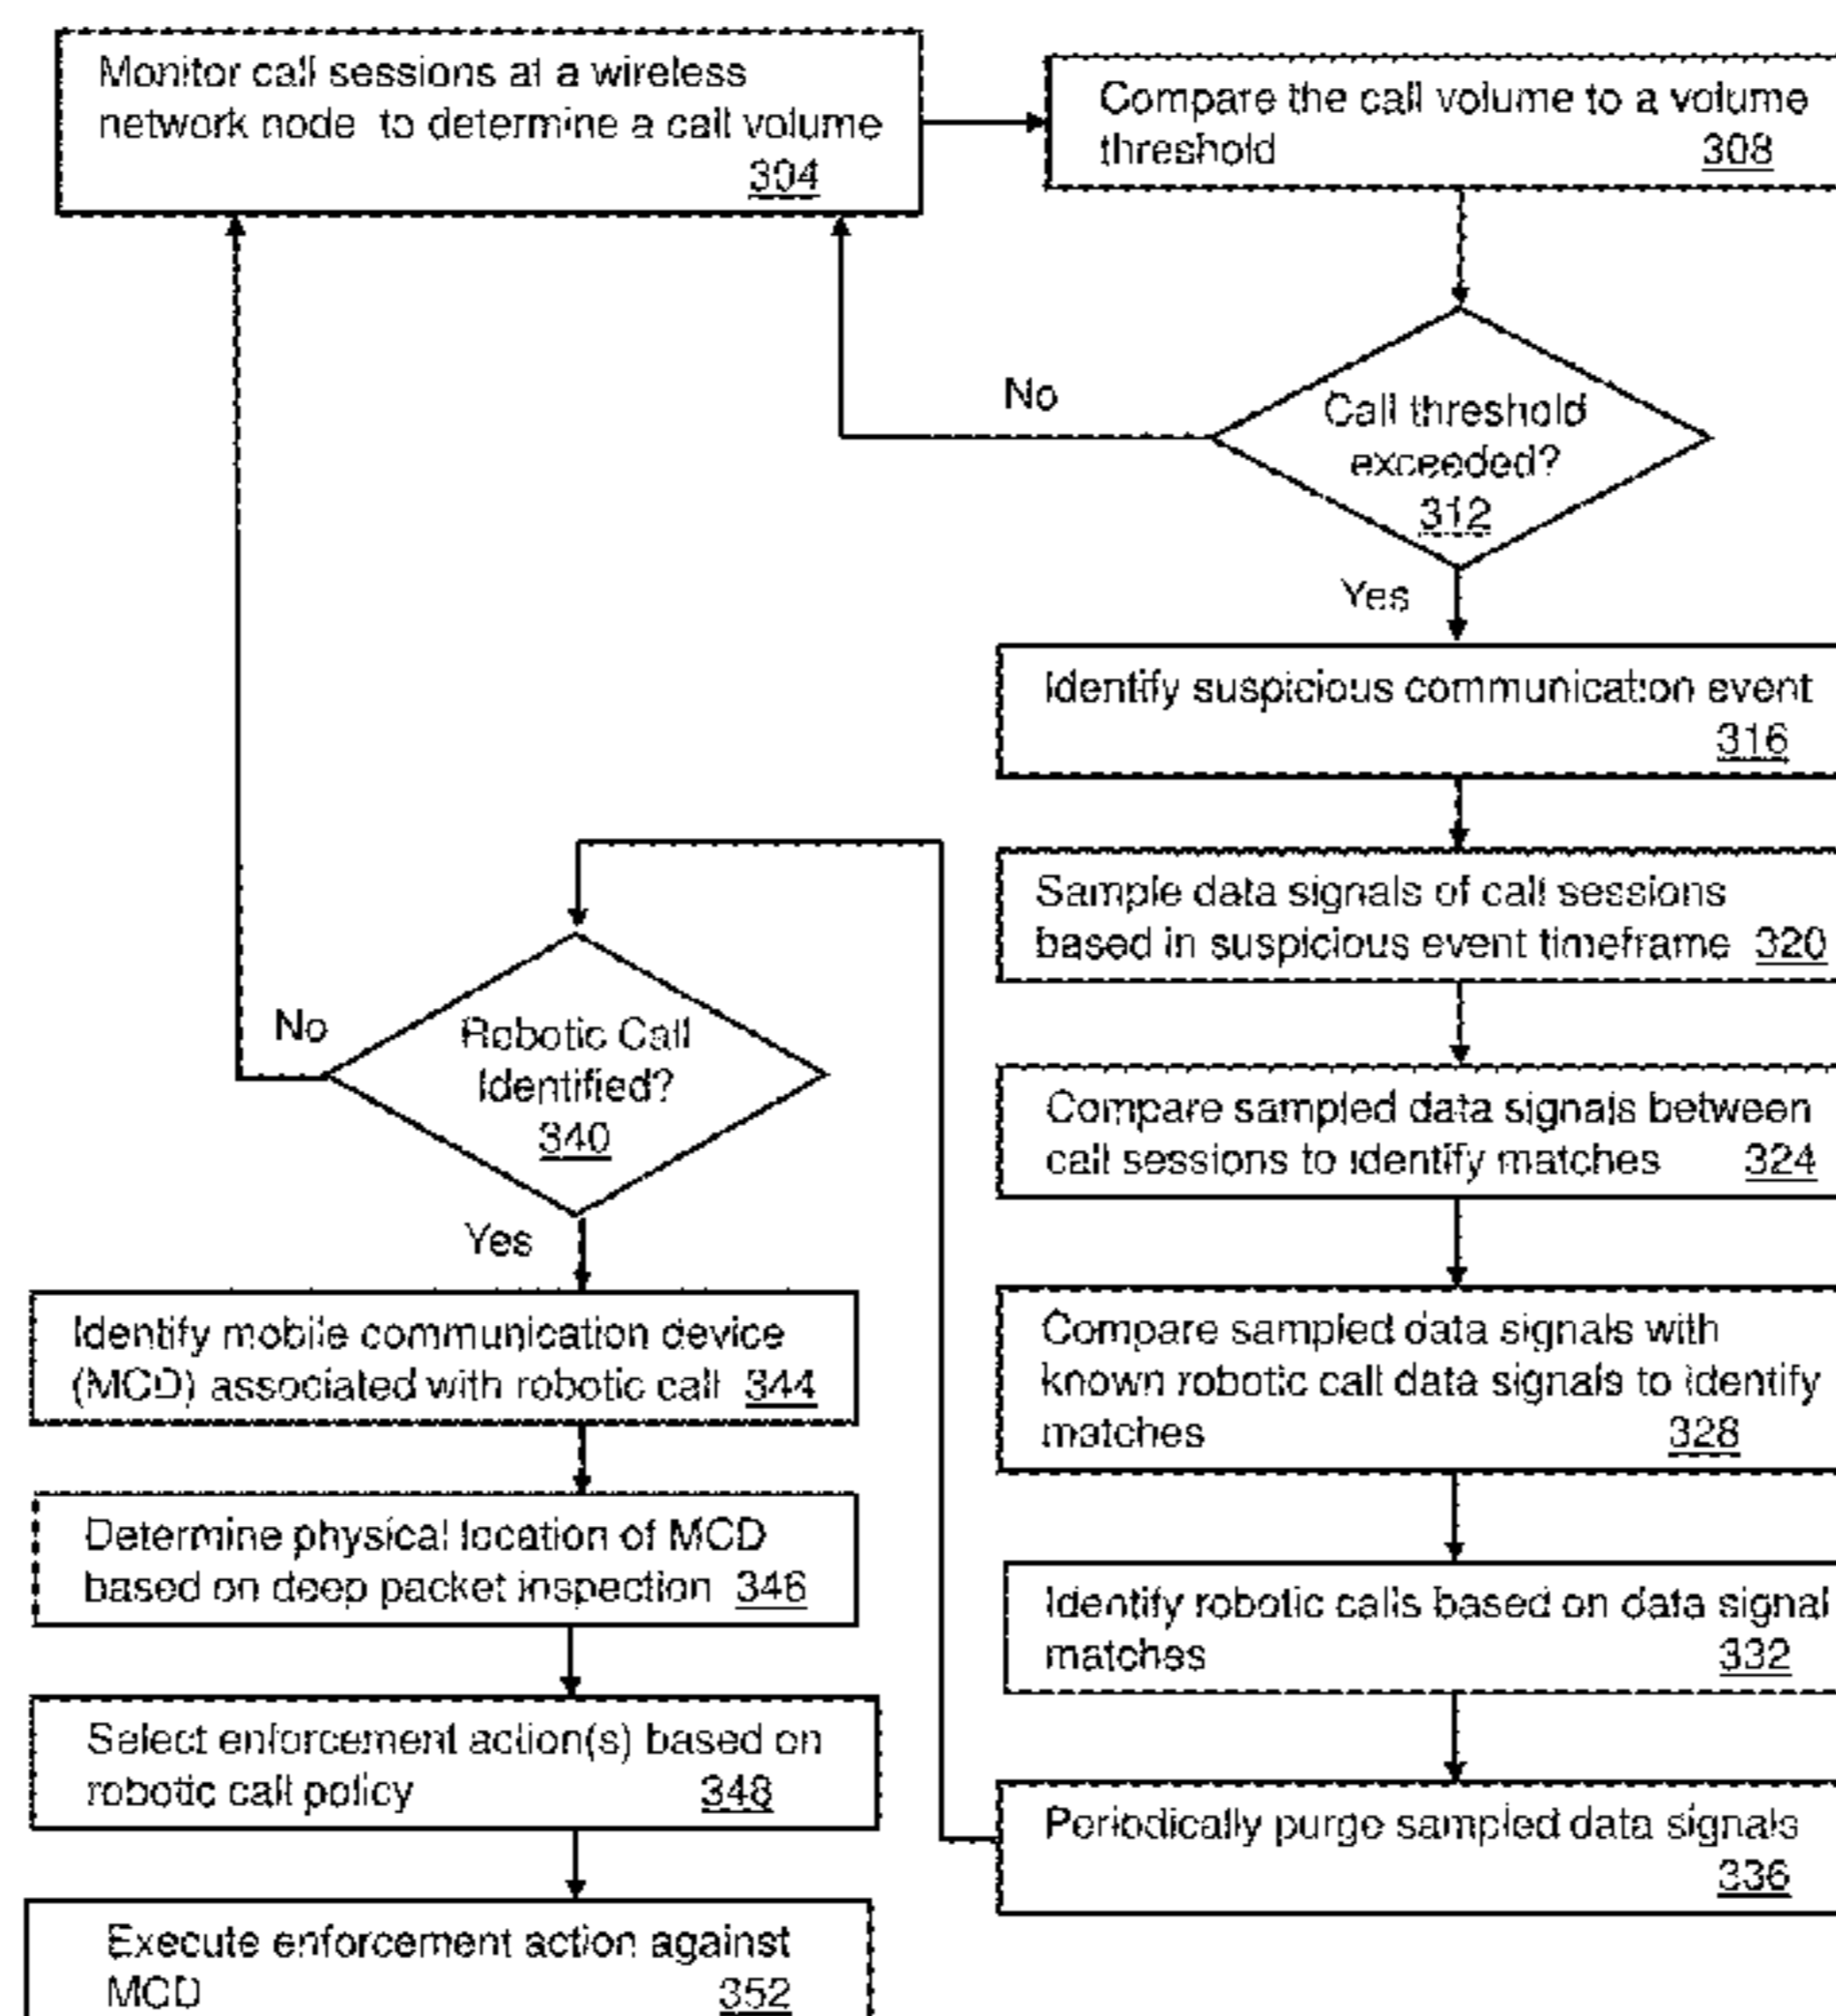 Monitor call sessions at a wireless
network node to determine a call volume
304
Compare the call volume to a volume
threshold 308
No
Call threshold
exceeded?
312
Yes
Identify suspicious communication event
316
Sample data signals of call sessions
based in suspicious event timeframe 320
Compare sampled data signals between
call sessions to identify matches 324
Compare sampled data signals with
known robotic call data signals to identify
matches 328
Identify robotic calls based on data signal
matches 332
Periodically purge sampled data signals
336
No
Robotic Call
Identified?
340
Yes
Identify mobile communication device
(MCD) associated with robotic call 344
Determine physical location of MCD
based on deep packet inspection 346
Select enforcement action(s) based on
robotic call policy 348
Execute enforcement action against
MCD 352